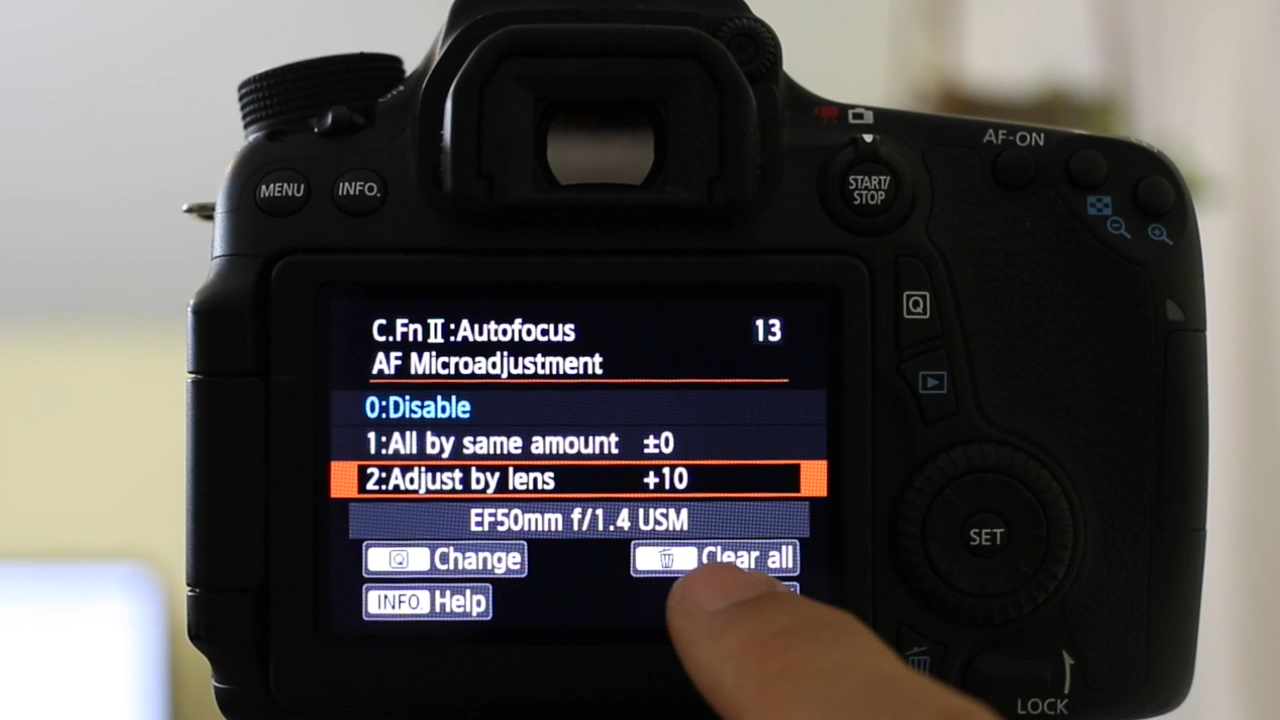 AF-ON
MENU
INFO.
START/
STOP
Q
C.Fn II :Autofocus 13
AF Microadjustment
0:Disable
1:All by same amount ±0
2:Adjust by lens +10
EF50mm f/1.4 USM
Q Change
Clear all
INFO. Help
SET
LOCK